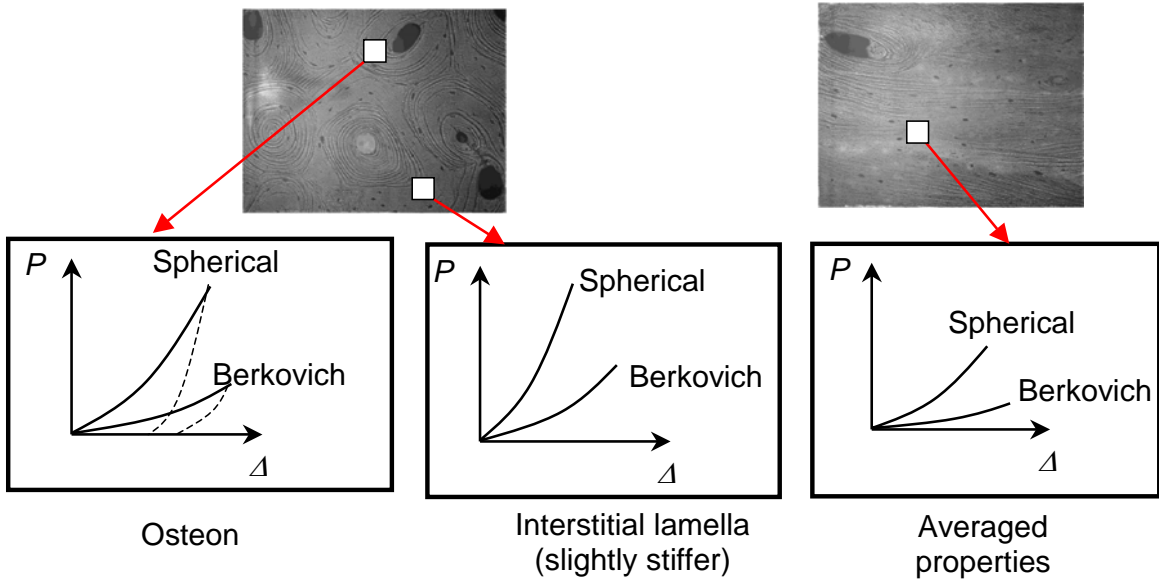 P
Spherical
Berkovich
Δ
Osteon
P
Spherical
Berkovich
Δ
Interstitial lamella
(slightly stiffer)
P
Spherical
Berkovich
Δ
Averaged
properties